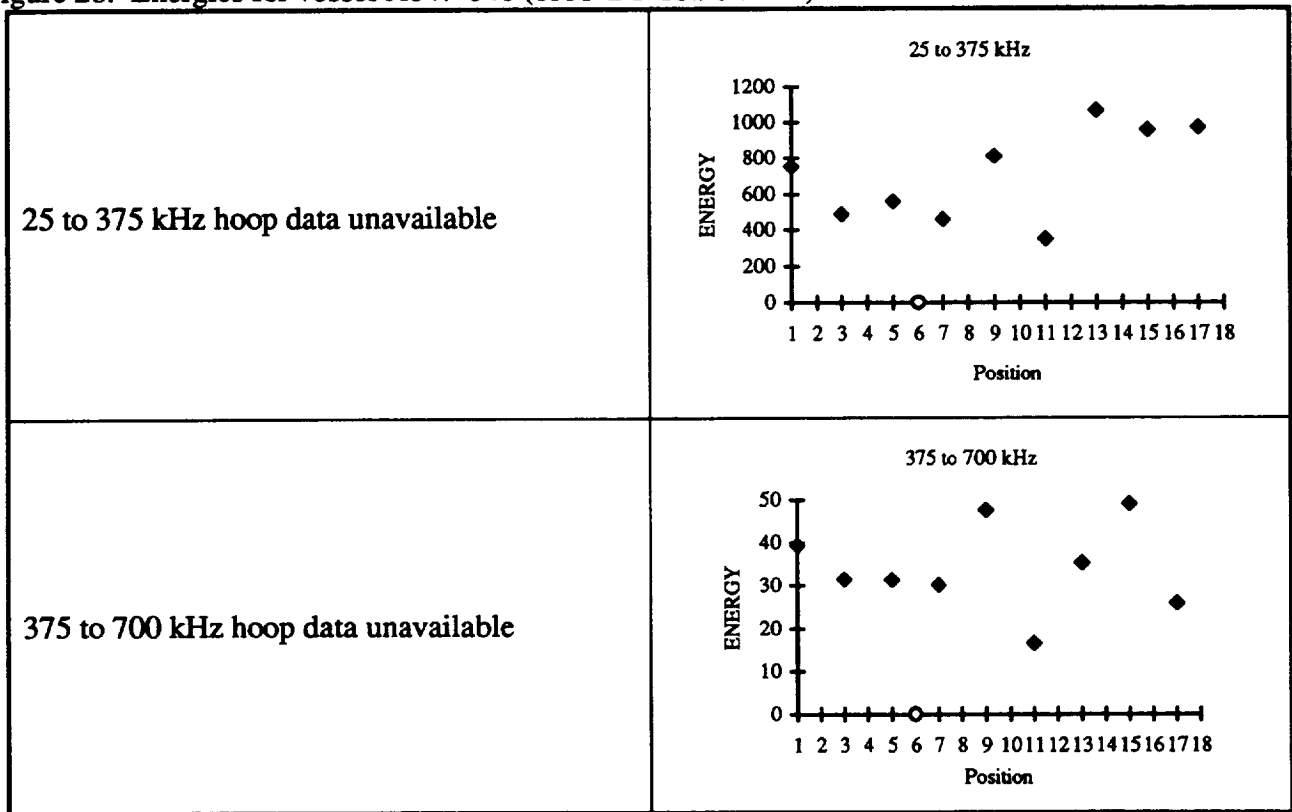 25 to 375 kHz hoop data unavailable
25 to 375 kHz
ENERGY
1200
1000
800
600
400
200
0
1 2 3 4 5 6 7 8 9 10 11 12 13 14 15 16 17 18
Position
375 to 700 kHz hoop data unavailable
375 to 700 kHz
ENERGY
50
40
30
20
10
0
1 2 3 4 5 6 7 8 9 10 11 12 13 14 15 16 17 18
Position